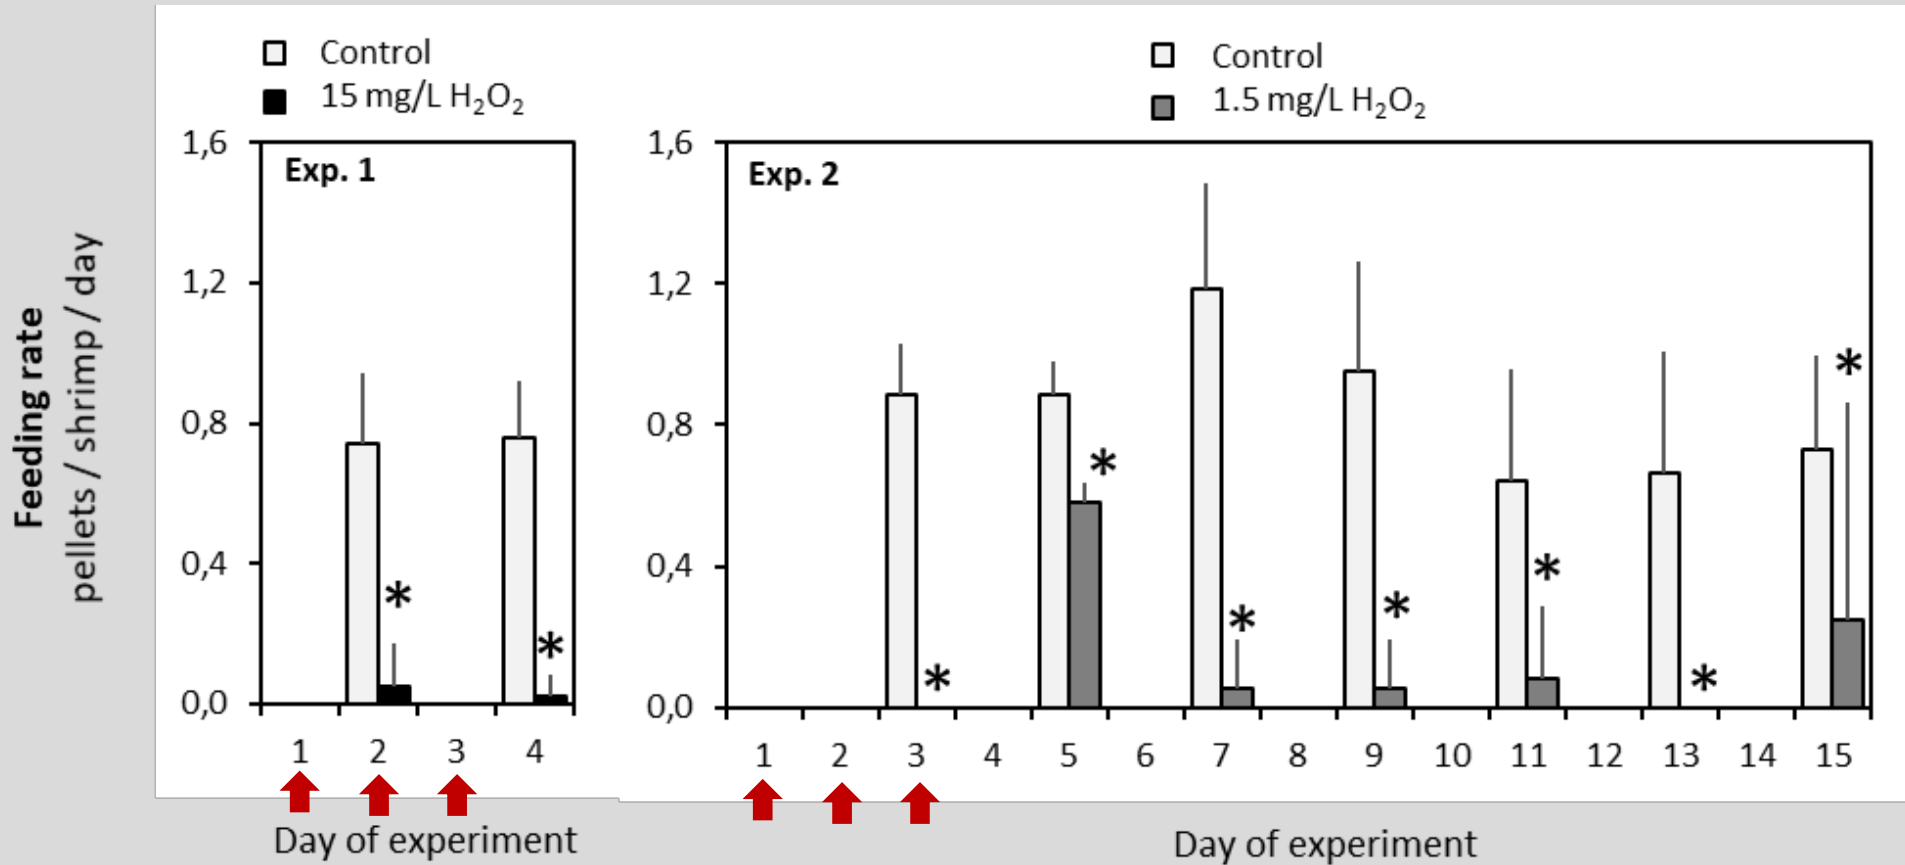 Control
15 mg/L H₂O₂
Control
1.5 mg/L H₂O₂
Feeding rate
pellets / shrimp / day
Exp. 1
1,6
1,2
0,8
0,4
0,0
*
*
1 2 3 4
Day of experiment
Exp. 2
1,6
1,2
0,8
0,4
0,0
*
*
*
*
*
*
*
1 2 3 4 5 6 7 8 9 10 11 12 13 14 15
Day of experiment